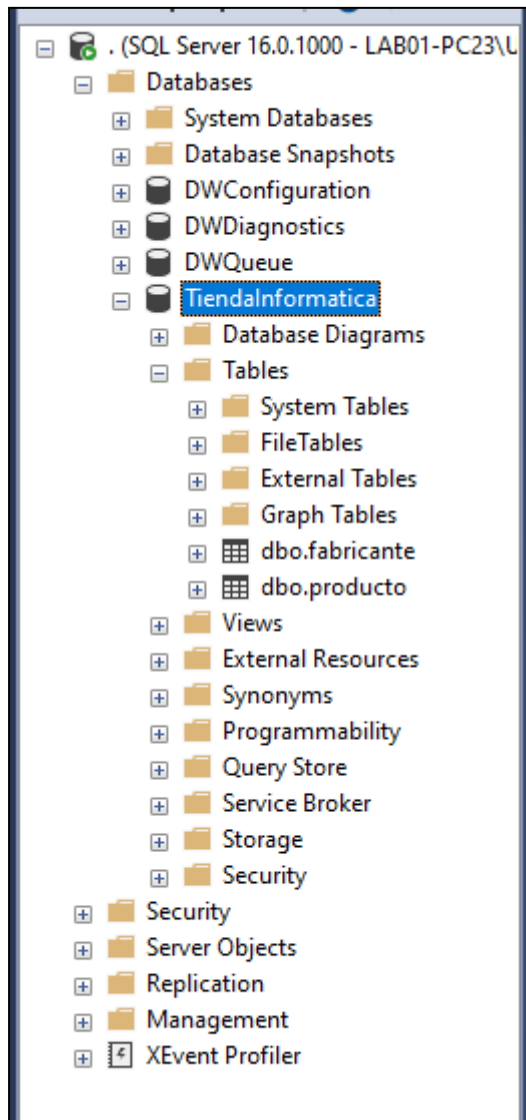 . (SQL Server 16.0.1000 - LAB01-PC23\U
Databases
System Databases
Database Snapshots
DWConfiguration
DWDiagnostics
DWQueue
TiendaInformatica
Database Diagrams
Tables
System Tables
FileTables
External Tables
Graph Tables
dbo.fabricante
dbo.producto
Views
External Resources
Synonyms
Programmability
Query Store
Service Broker
Storage
Security
Security
Server Objects
Replication
Management
XEvent Profiler